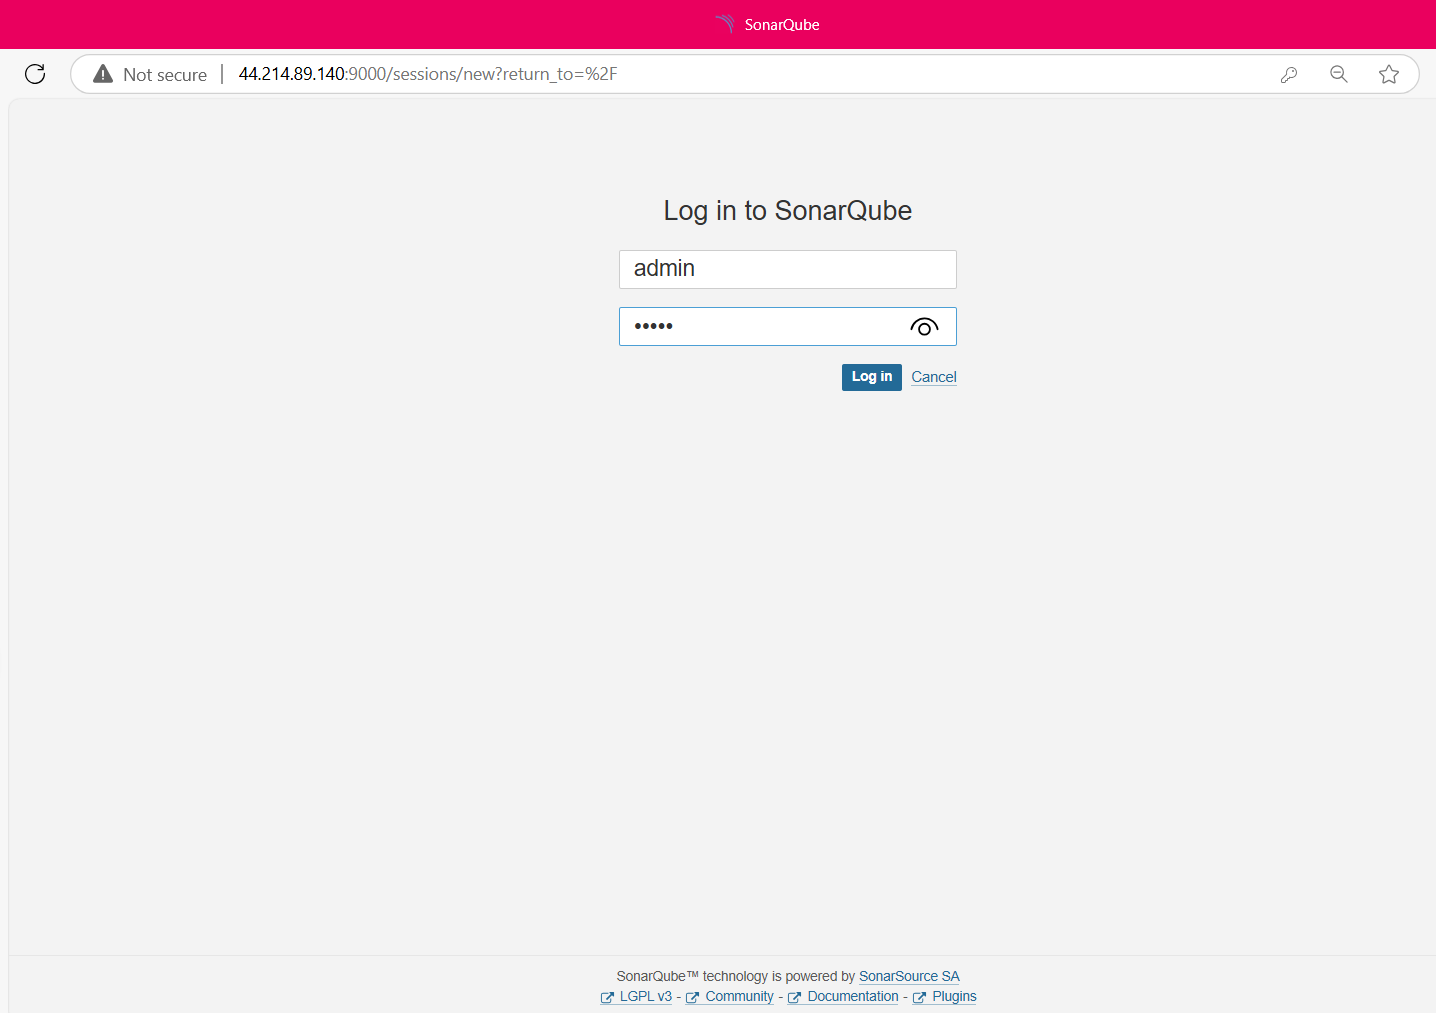 SonarQube
Not secure | 44.214.89.140:9000/sessions/new?return_to=%2F
Log in to SonarQube
admin
•••••
Log in Cancel
SonarQube™ technology is powered by SonarSource SA
LGPL v3 - Community - Documentation - Plugins